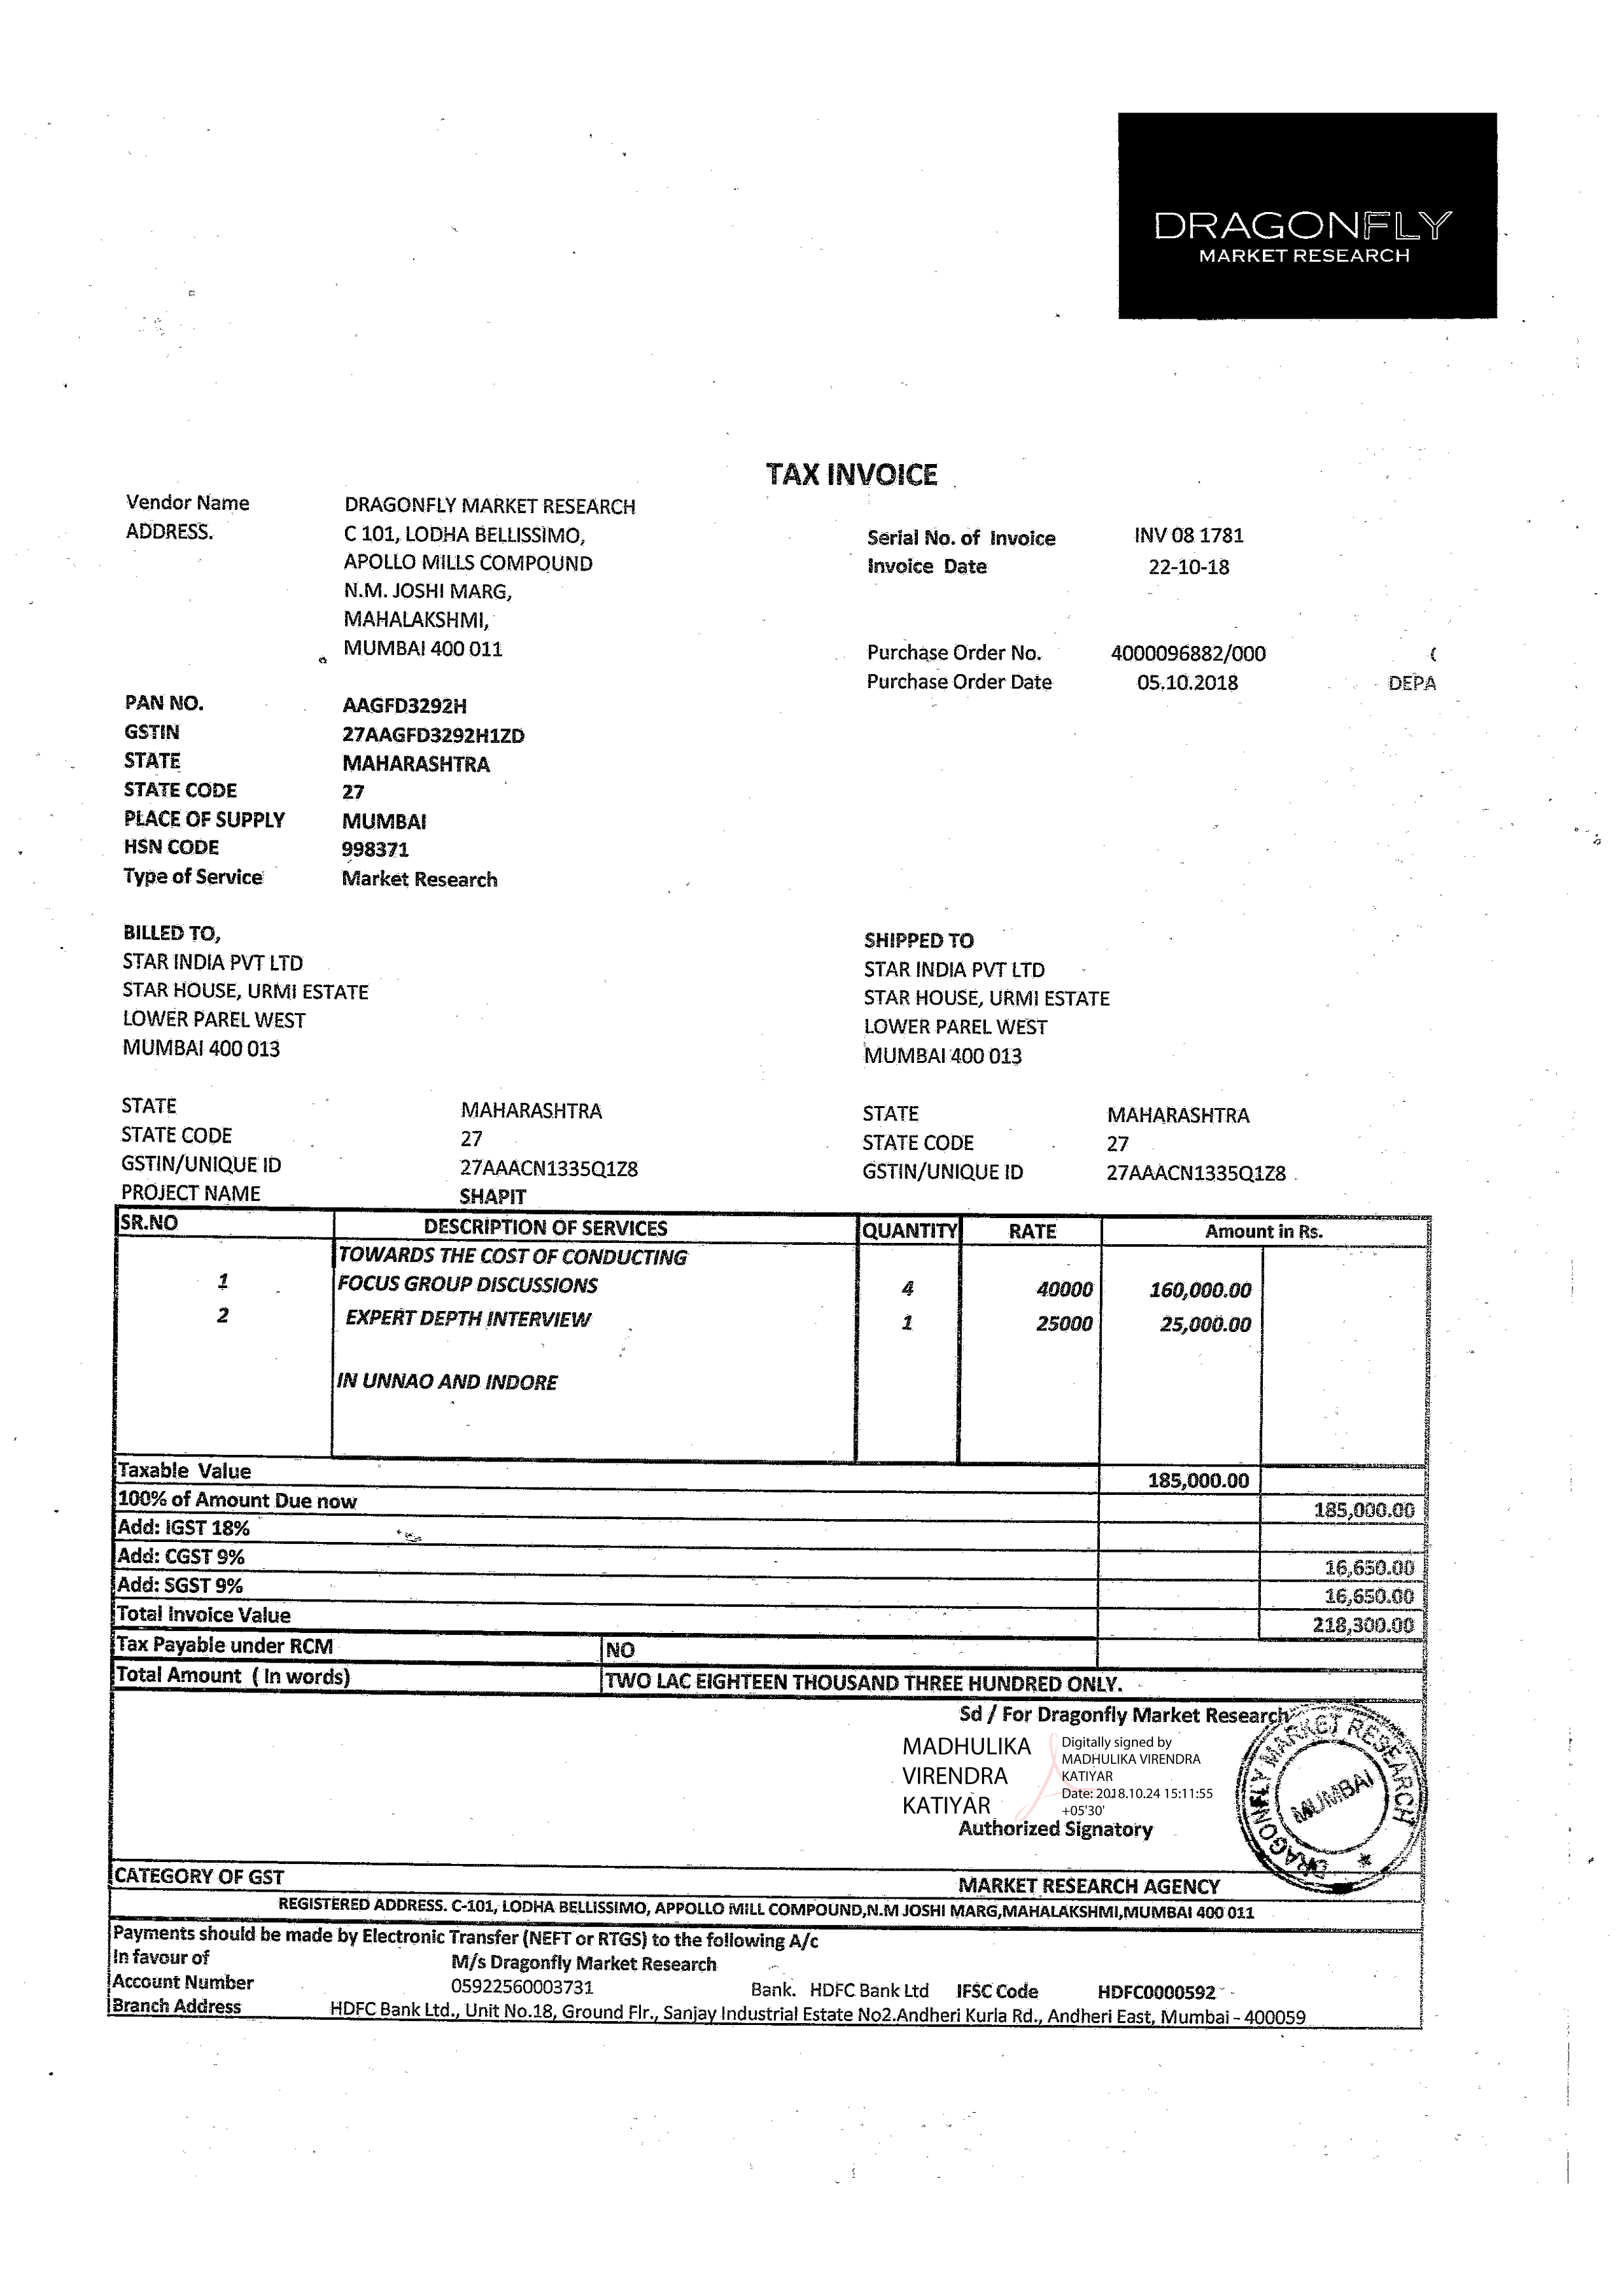 DRAGONFLY
MARKET RESEARCH
TAX INVOICE
Vendor Name DRAGONFLY MARKET RESEARCH
ADDRESS. C 101, LODHA BELLISSIMO,
APOLLO MILLS COMPOUND
N.M. JOSHI MARG,
MAHALAKSHMI,
MUMBAI 400 011
Serial No. of Invoice INV 08 1781
Invoice Date 22-10-18
Purchase Order No. 4000096882/000 (
Purchase Order Date 05.10.2018 DEPA
PAN NO. AAGFD3292H
GSTIN 27AAGFD3292H1ZD
STATE MAHARASHTRA
STATE CODE 27
PLACE OF SUPPLY MUMBAI
HSN CODE 998371
Type of Service Market Research
BILLED TO,
STAR INDIA PVT LTD
STAR HOUSE, URMI ESTATE
LOWER PAREL WEST
MUMBAI 400 013
SHIPPED TO
STAR INDIA PVT LTD
STAR HOUSE, URMI ESTATE
LOWER PAREL WEST
MUMBAI 400 013
STATE MAHARASHTRA
STATE CODE 27
GSTIN/UNIQUE ID 27AAACN1335Q1Z8
PROJECT NAME SHAPIT
STATE MAHARASHTRA
STATE CODE 27
GSTIN/UNIQUE ID 27AAACN1335Q1Z8
SR.NO DESCRIPTION OF SERVICES QUANTITY RATE Amount in Rs.
TOWARDS THE COST OF CONDUCTING
1 FOCUS GROUP DISCUSSIONS 4 40000 160,000.00
2 EXPERT DEPTH INTERVIEW 1 25000 25,000.00
IN UNNAO AND INDORE
Taxable Value 185,000.00
100% of Amount Due now 185,000.00
Add: IGST 18%
Add: CGST 9% 16,650.00
Add: SGST 9% 16,650.00
Total Invoice Value 218,300.00
Tax Payable under RCM NO
Total Amount ( In words) TWO LAC EIGHTEEN THOUSAND THREE HUNDRED ONLY.
Sd / For Dragonfly Market Research
MADHULIKA
VIRENDRA
KATIYAR
Digitally signed by
MADHULIKA VIRENDRA
KATIYAR
Date: 2018.10.24 15:11:55
+05'30'
Authorized Signatory
DRAGONFLY MARKET RESEARCH
MUMBAI
CATEGORY OF GST MARKET RESEARCH AGENCY
REGISTERED ADDRESS. C-101, LODHA BELLISSIMO, APPOLLO MILL COMPOUND,N.M JOSHI MARG,MAHALAKSHMI,MUMBAI 400 011
Payments should be made by Electronic Transfer (NEFT or RTGS) to the following A/c
In favour of M/s Dragonfly Market Research
Account Number 05922560003731 Bank. HDFC Bank Ltd IFSC Code HDFC0000592
Branch Address HDFC Bank Ltd., Unit No.18, Ground Flr., Sanjay Industrial Estate No2.Andheri Kurla Rd., Andheri East, Mumbai - 400059